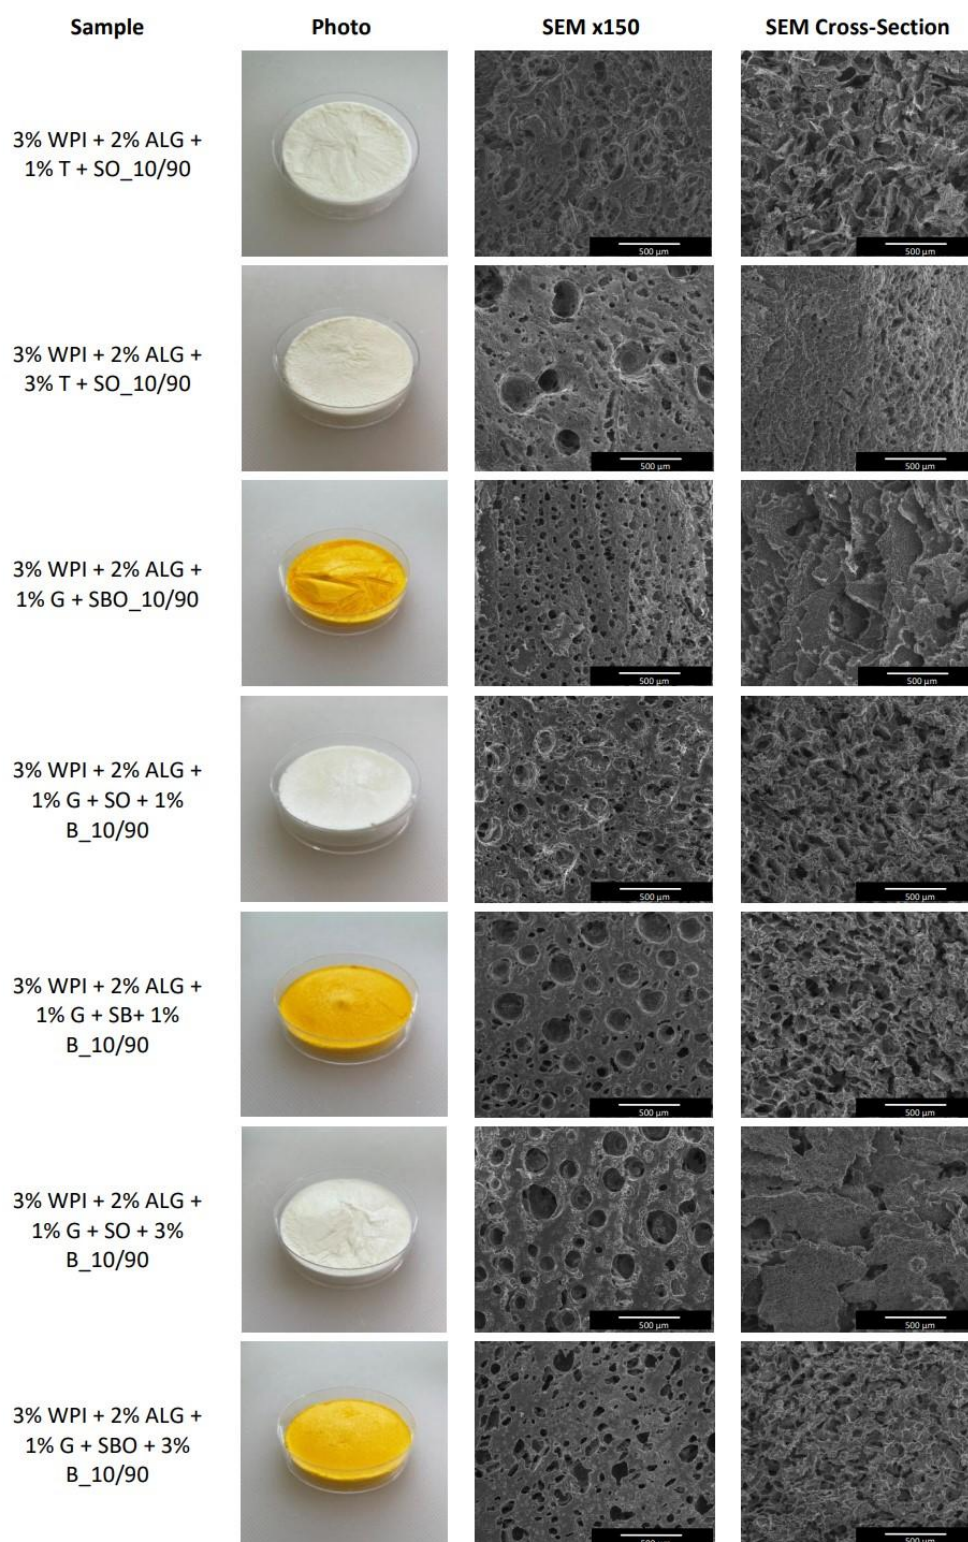 Sample Photo SEM x150 SEM Cross-Section
3% WPI + 2% ALG +
1% T + SO_10/90
500 µm 500 µm
3% WPI + 2% ALG +
3% T + SO_10/90
500 µm 500 µm
3% WPI + 2% ALG +
1% G + SBO_10/90
500 µm 500 µm
3% WPI + 2% ALG +
1% G + SO + 1%
B_10/90
500 µm 500 µm
3% WPI + 2% ALG +
1% G + SB+ 1%
B_10/90
500 µm 500 µm
3% WPI + 2% ALG +
1% G + SO + 3%
B_10/90
500 µm 500 µm
3% WPI + 2% ALG +
1% G + SBO + 3%
B_10/90
500 µm 500 µm